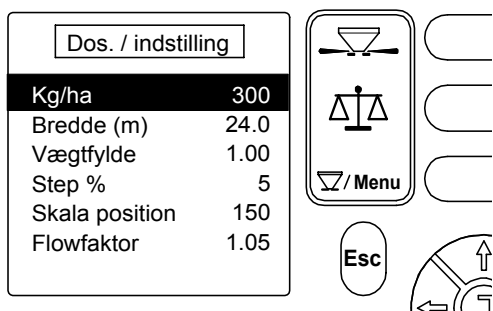 Dos. / indstilling
Kg/ha 300
Bredde (m) 24.0
Vægtfylde 1.00
Step % 5
Skala position 150
Flowfaktor 1.05
/ Menu
Esc